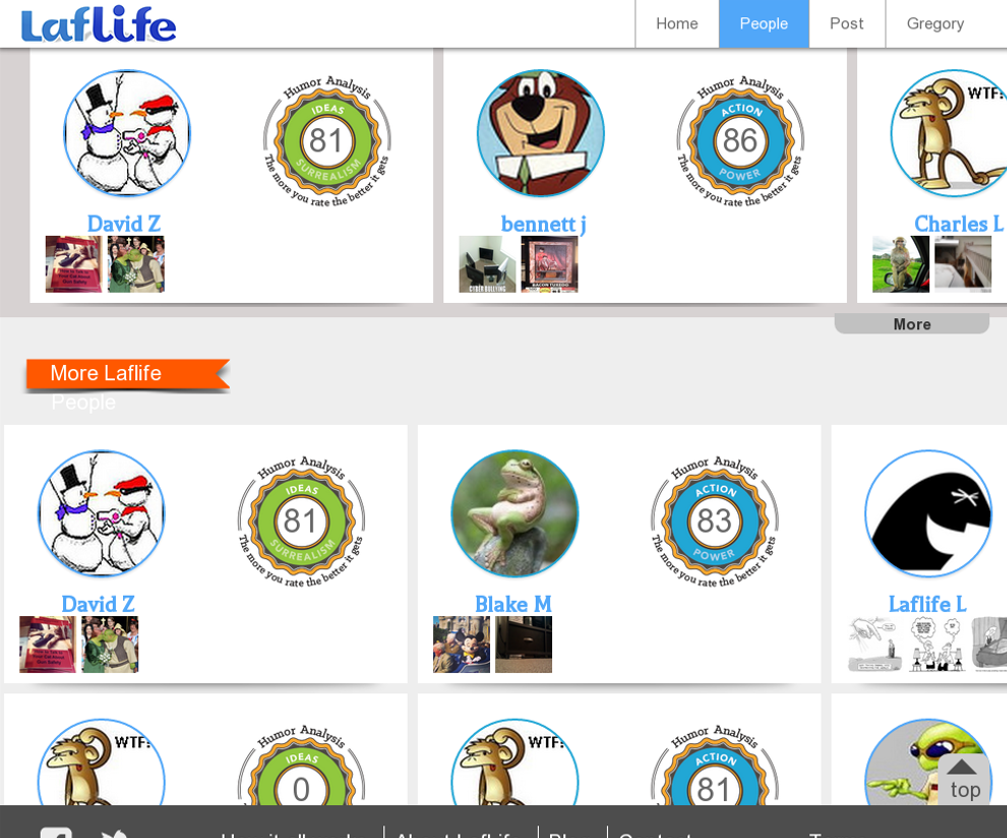 Laflife
Home
People
Post
Gregory
Humor Analysis
IDEAS
81
SURREALISM
The more you rate the better it gets
David Z
Humor Analysis
ACTION
86
POWER
The more you rate the better it gets
bennett j
CYBER BULLYING
BACON TUXEDO
WTF?
Charles L
More
More Laflife
People
Humor Analysis
IDEAS
81
SURREALISM
The more you rate the better it gets
David Z
Humor Analysis
ACTION
83
POWER
The more you rate the better it gets
Blake M
Laflife L
WTF?
Humor Analysis
IDEAS
0
WTF?
Humor Analysis
ACTION
81
top